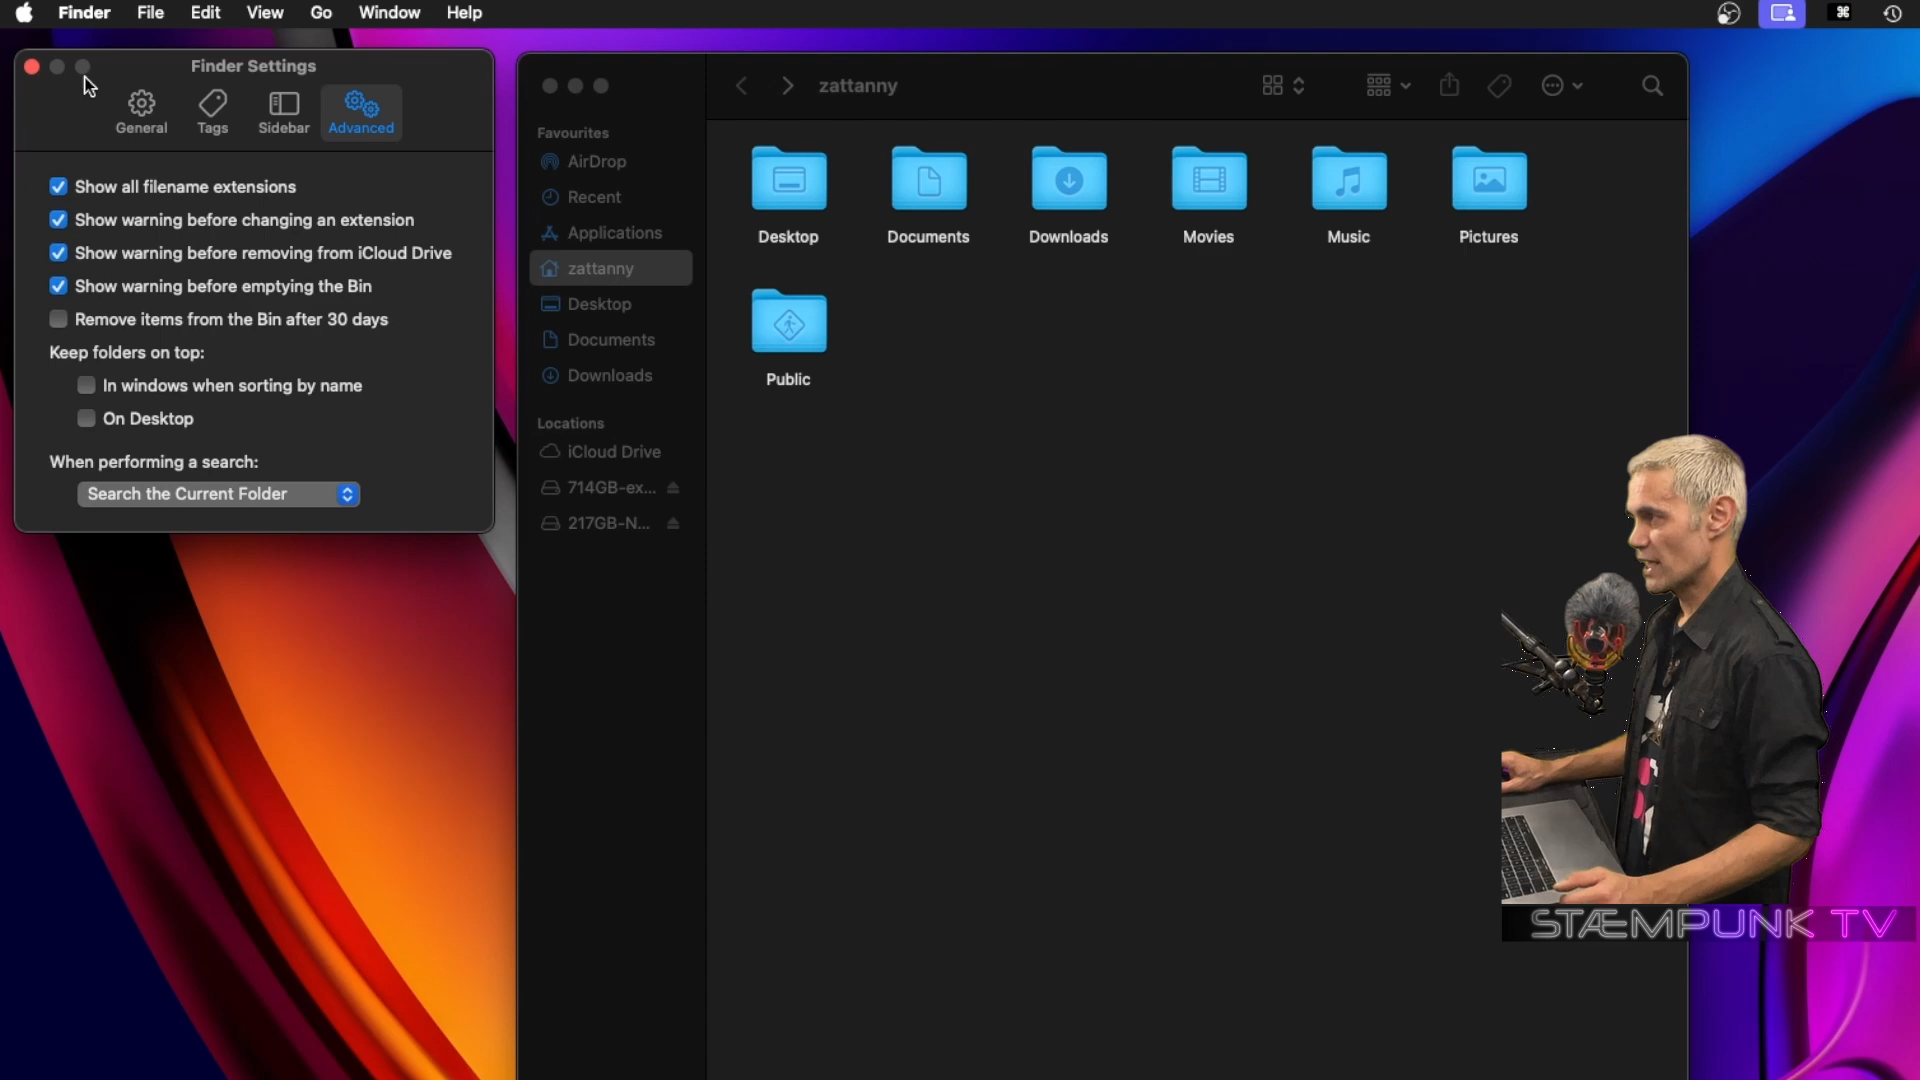 Finder File Edit View Go Window Help
Finder Settings
General Tags Sidebar Advanced
Show all filename extensions
Show warning before changing an extension
Show warning before removing from iCloud Drive
Show warning before emptying the Bin
Remove items from the Bin after 30 days
Keep folders on top:
In windows when sorting by name
On Desktop
When performing a search:
Search the Current Folder
zattanny
Favourites
AirDrop
Recent
Applications
zattanny
Desktop
Documents
Downloads
Locations
iCloud Drive
714GB-ex...
217GB-N...
Desktop Documents Downloads Movies Music Pictures
Public
STÆMPUNK TV